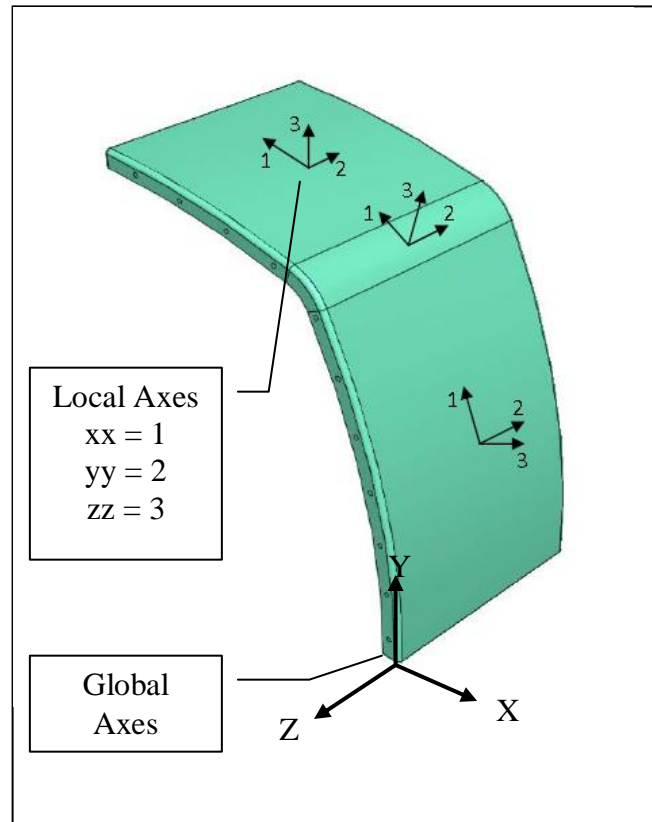 3
1
2
3
1
2
Local Axes
xx = 1
yy = 2
zz = 3
1
2
3
Y
Global
Axes
Z
X